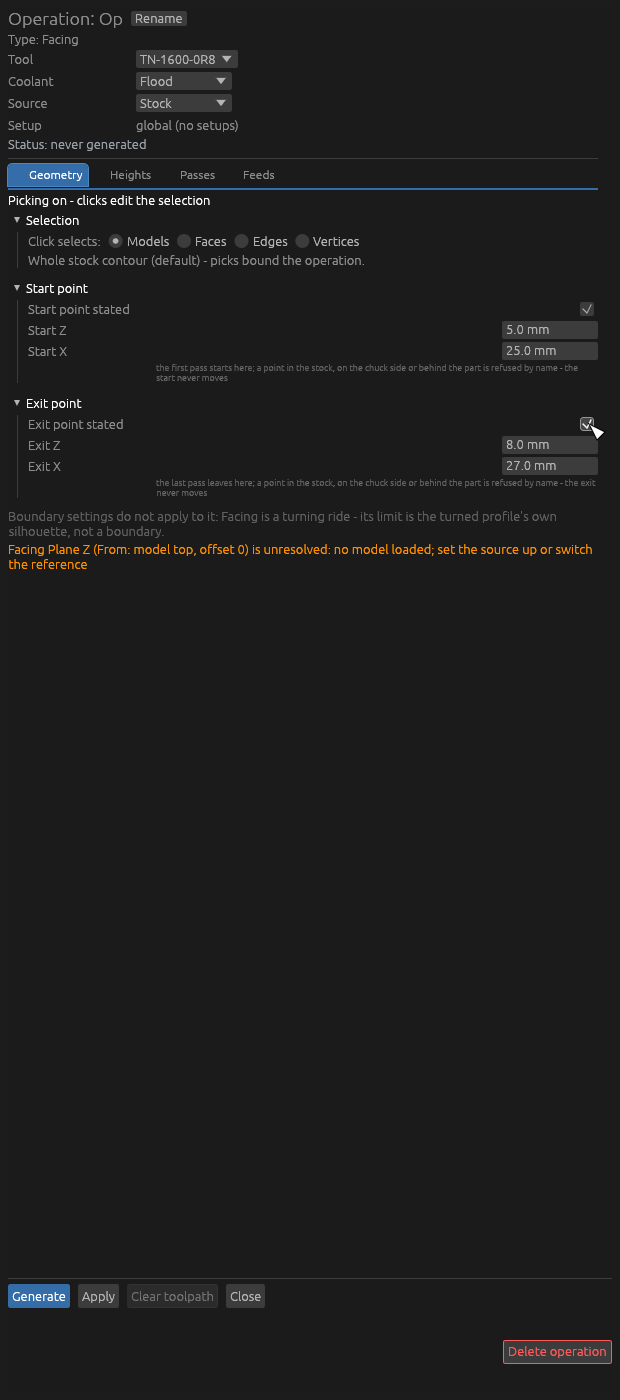 Operation: Op Rename
Type: Facing
Tool TN-1600-0R8
Coolant Flood
Source Stock
Setup global (no setups)
Status: never generated
Geometry Heights Passes Feeds
Picking on - clicks edit the selection
Selection
Click selects: Models Faces Edges Vertices
Whole stock contour (default) - picks bound the operation.
Start point
Start point stated
Start Z 5.0 mm
Start X 25.0 mm
the first pass starts here; a point in the stock, on the chuck side or behind the part is refused by name - the
start never moves
Exit point
Exit point stated
Exit Z 8.0 mm
Exit X 27.0 mm
the last pass leaves here; a point in the stock, on the chuck side or behind the part is refused by name - the exit
never moves
Boundary settings do not apply to it: Facing is a turning ride - its limit is the turned profile's own
silhouette, not a boundary.
Facing Plane Z (From: model top, offset 0) is unresolved: no model loaded; set the source up or switch
the reference
Generate Apply Clear toolpath Close
Delete operation